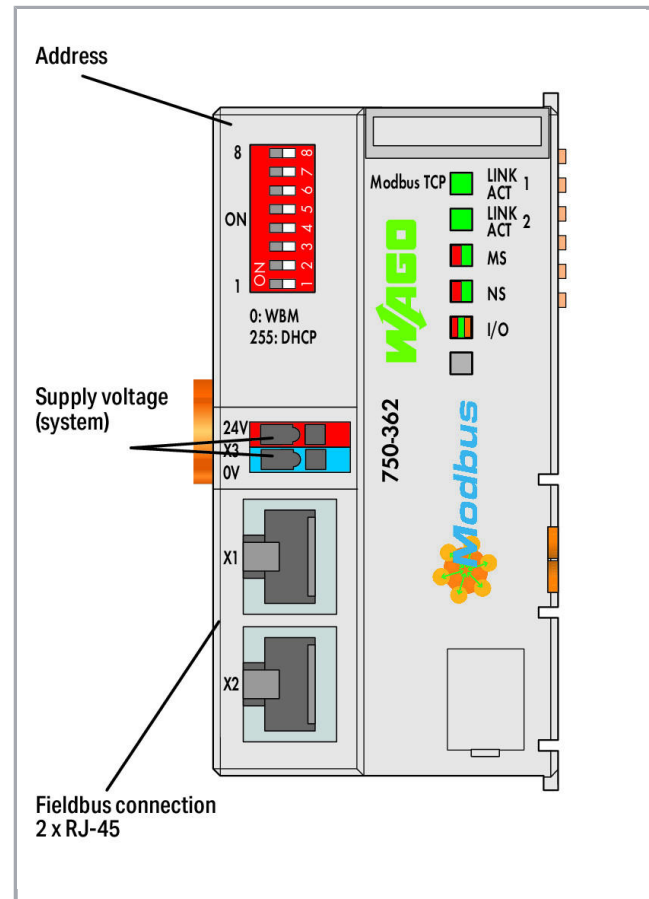 Address
8
8
7
6
5
4
3
2
1
ON
ON
1
0: WBM
255: DHCP
Modbus TCP
LINK
ACT 1
LINK
ACT 2
MS
NS
I/O
WAGO
750-362
Modbus
Supply voltage
(system)
24V
X3
0V
X1
X2
Fieldbus connection
2 x RJ-45